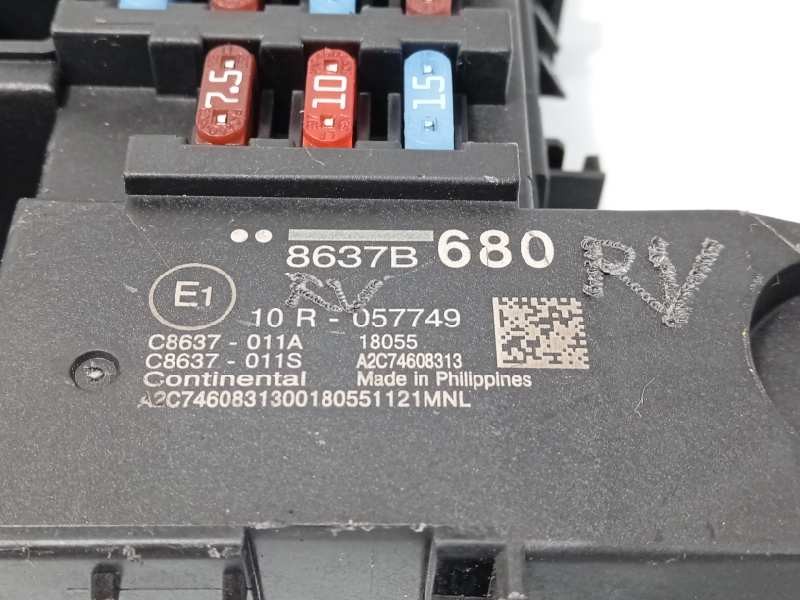 7.5
10
15
8637B 680
RV
RV
E1
10 R - 057749
C8637 - 011A 18055
C8637 - 011S A2C74608313
Continental Made in Philippines
A2C7460831300180551121MNL